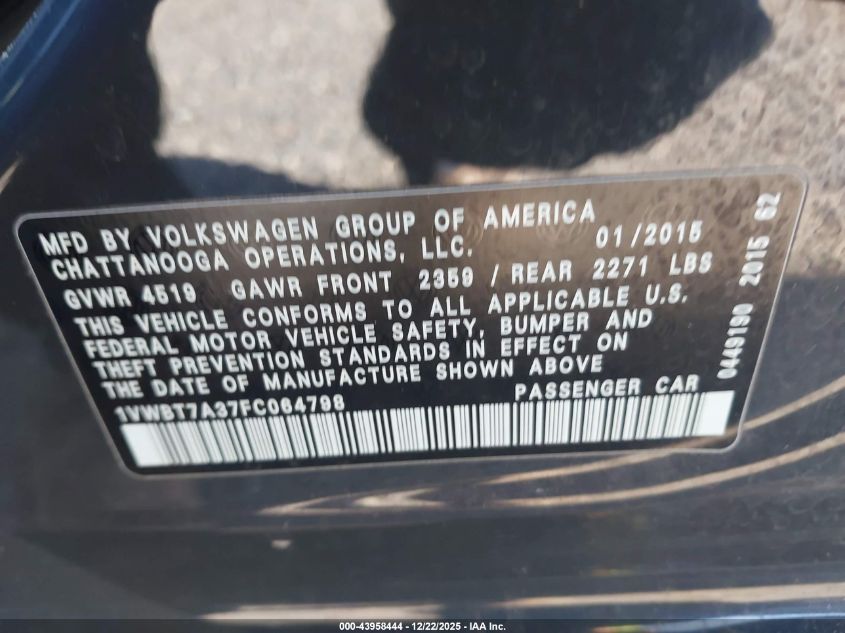 MFD BY VOLKSWAGEN GROUP OF AMERICA
CHATTANOOGA OPERATIONS, LLC. 01/2015
GVWR 4519 GAWR FRONT 2359 / REAR 2271 LBS
THIS VEHICLE CONFORMS TO ALL APPLICABLE U.S.
FEDERAL MOTOR VEHICLE SAFETY, BUMPER AND
THEFT PREVENTION STANDARDS IN EFFECT ON
THE DATE OF MANUFACTURE SHOWN ABOVE
1VWBT7A37FC064798 PASSENGER CAR
0449190 2015 62
000-43958444 - 12/22/2025 - IAA Inc.